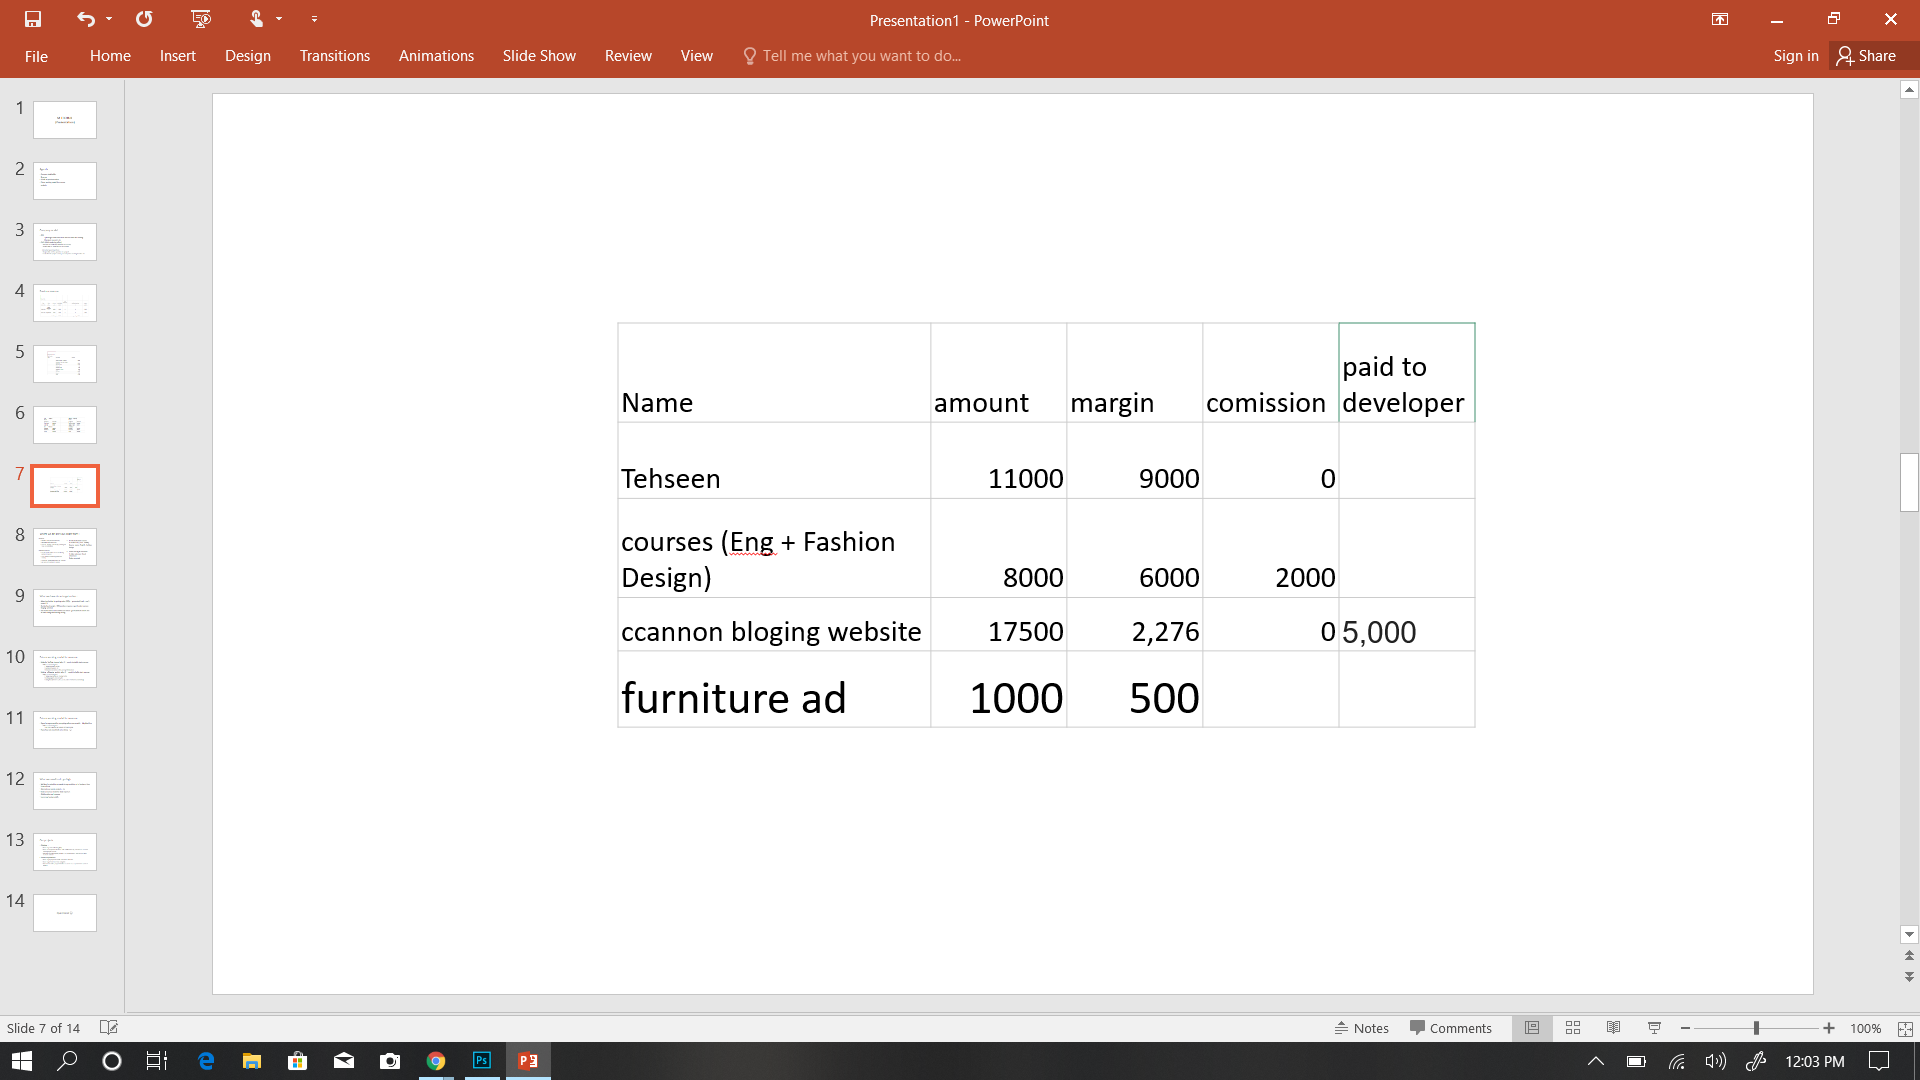 Presentation1 - PowerPoint
File Home Insert Design Transitions Animations Slide Show Review View Tell me what you want to do... Sign in Share
1
2
3
4
5
6
7
8
9
10
11
12
13
14
Name amount margin comission paid to developer
Tehseen 11000 9000 0
courses (Eng + Fashion
Design) 8000 6000 2000
ccannon bloging website 17500 2,276 0 5,000
furniture ad 1000 500
Slide 7 of 14 Notes Comments 100%
Ps P 12:03 PM